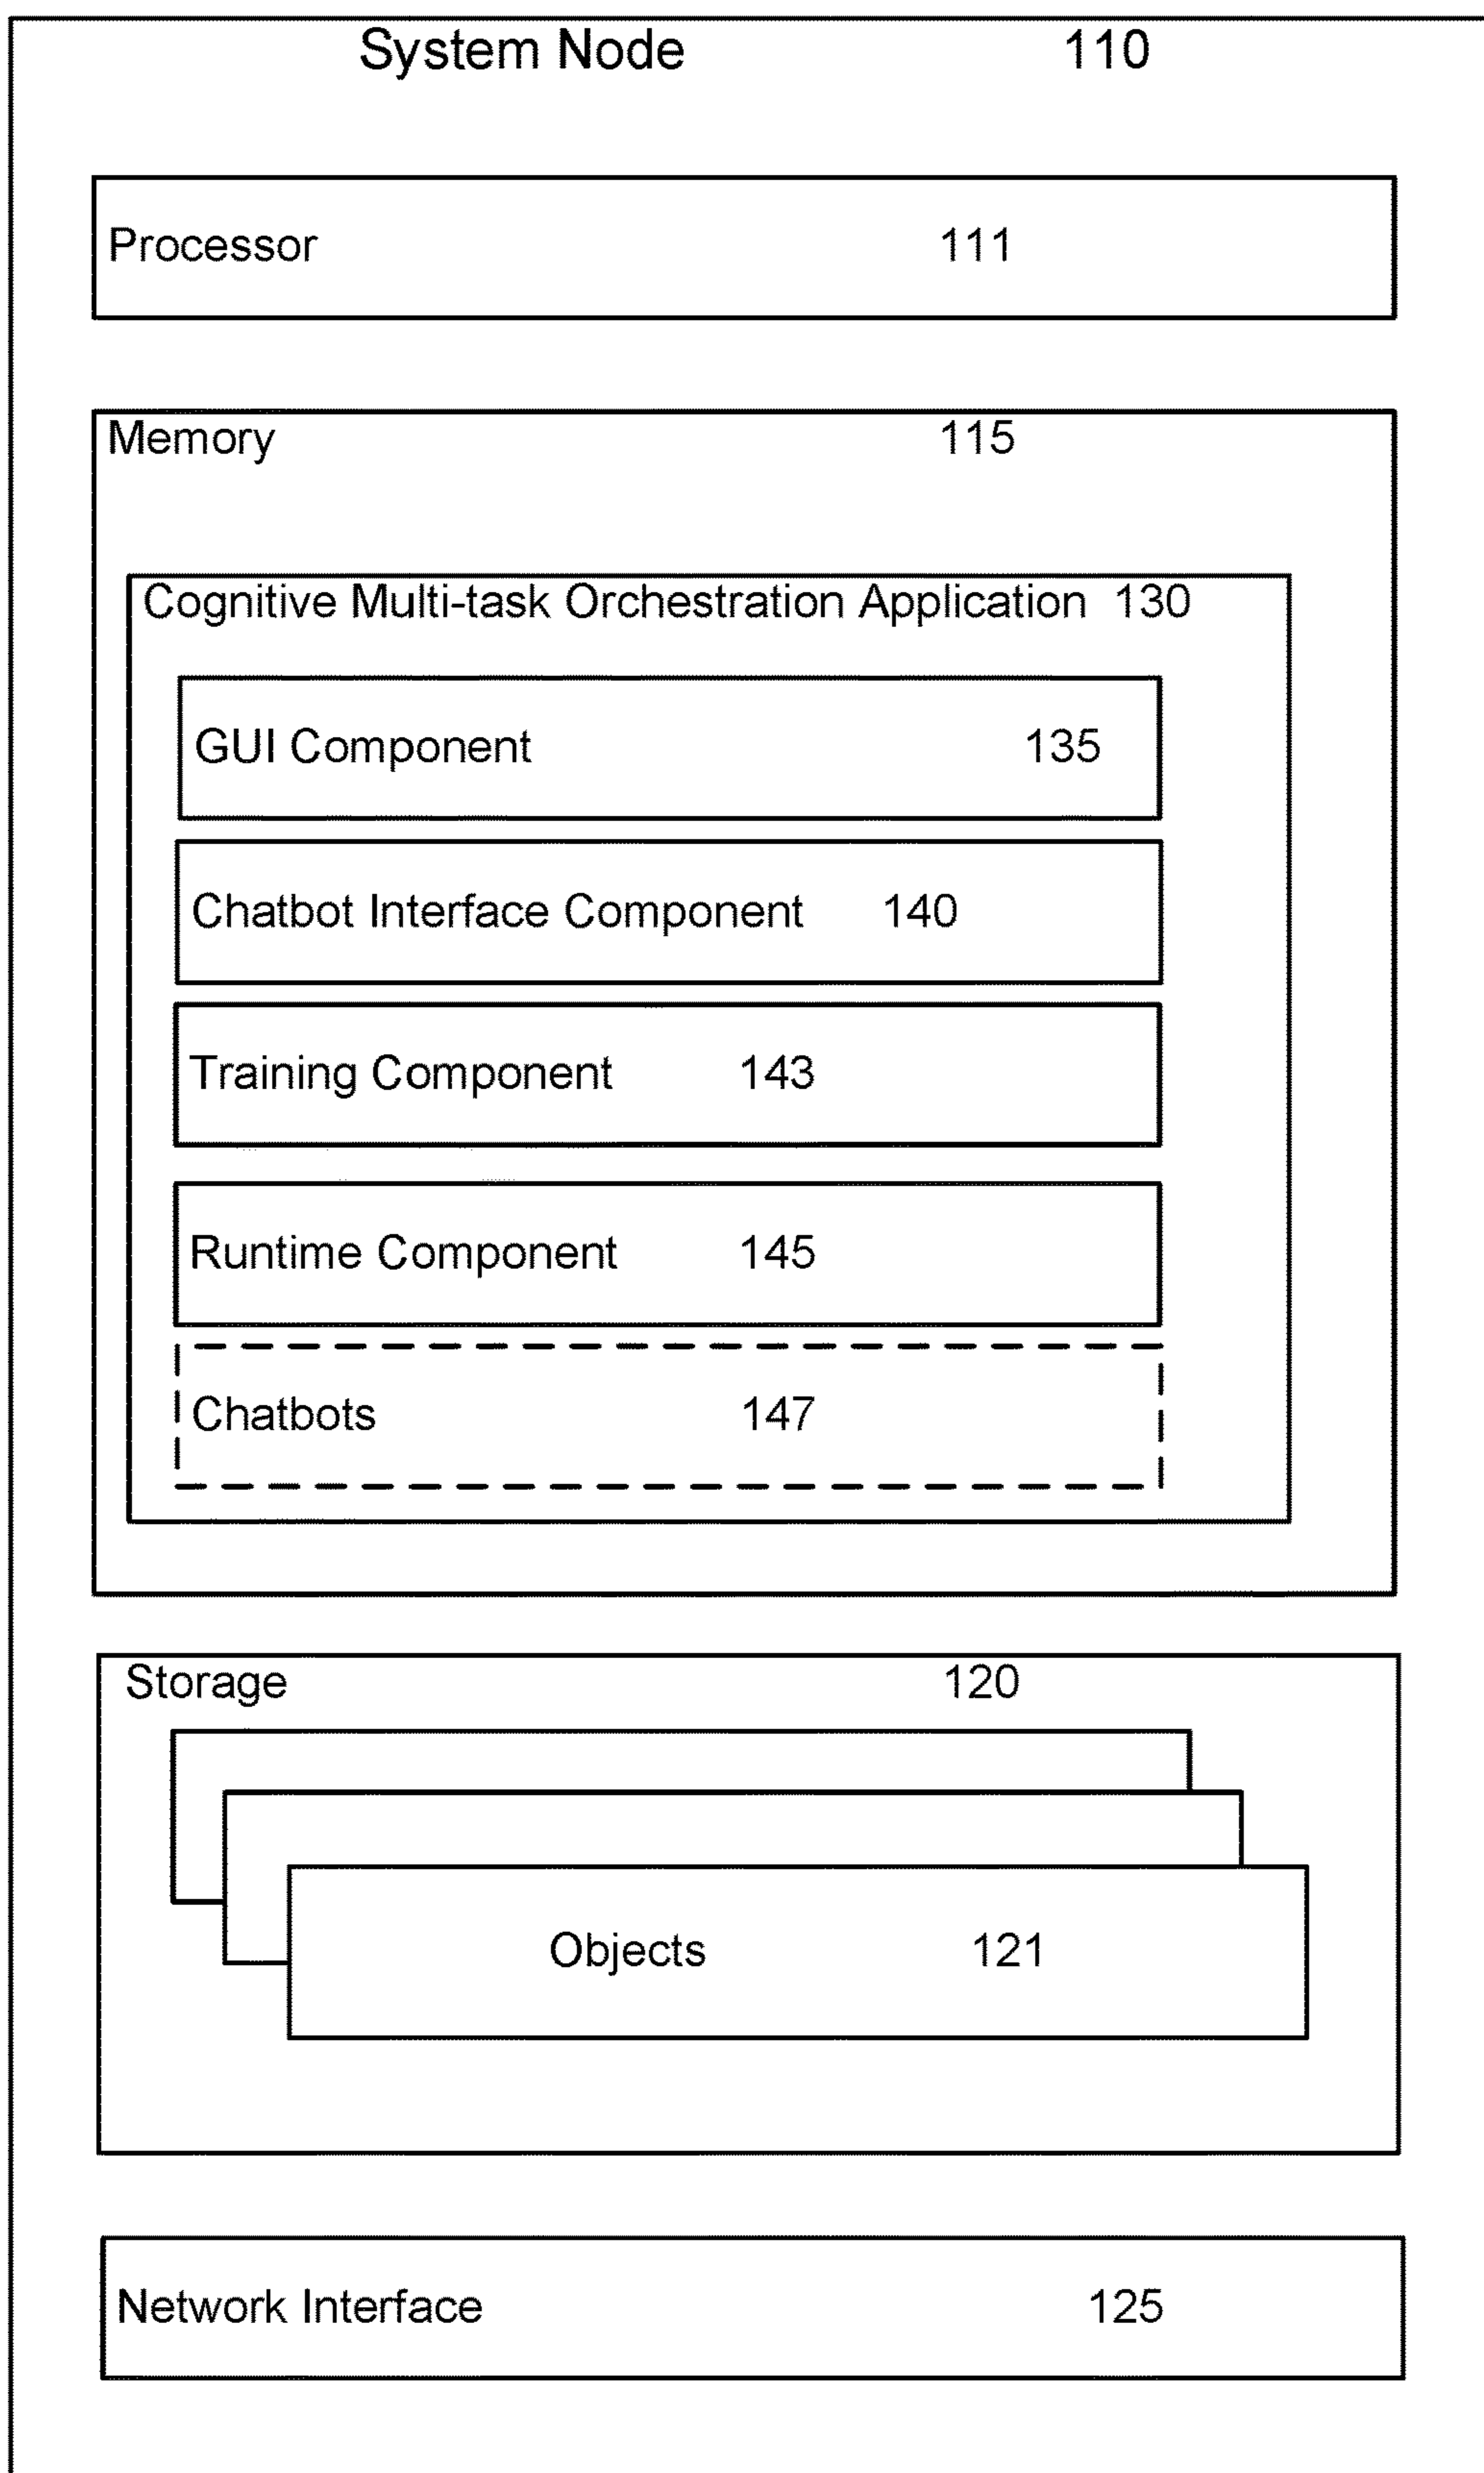 System Node 110
Processor 111
Memory 115
Cognitive Multi-task Orchestration Application 130
GUI Component 135
Chatbot Interface Component 140
Training Component 143
Runtime Component 145
Chatbots 147
Storage 120
Objects 121
Network Interface 125